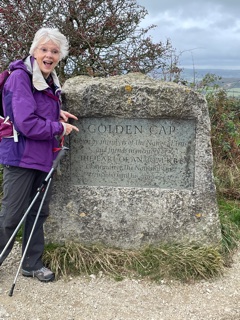 GOLDEN CAP
members of the National Trust
and friends in memory of
THE EARL OF ANTRIM KBE
Chairman of the National Trust